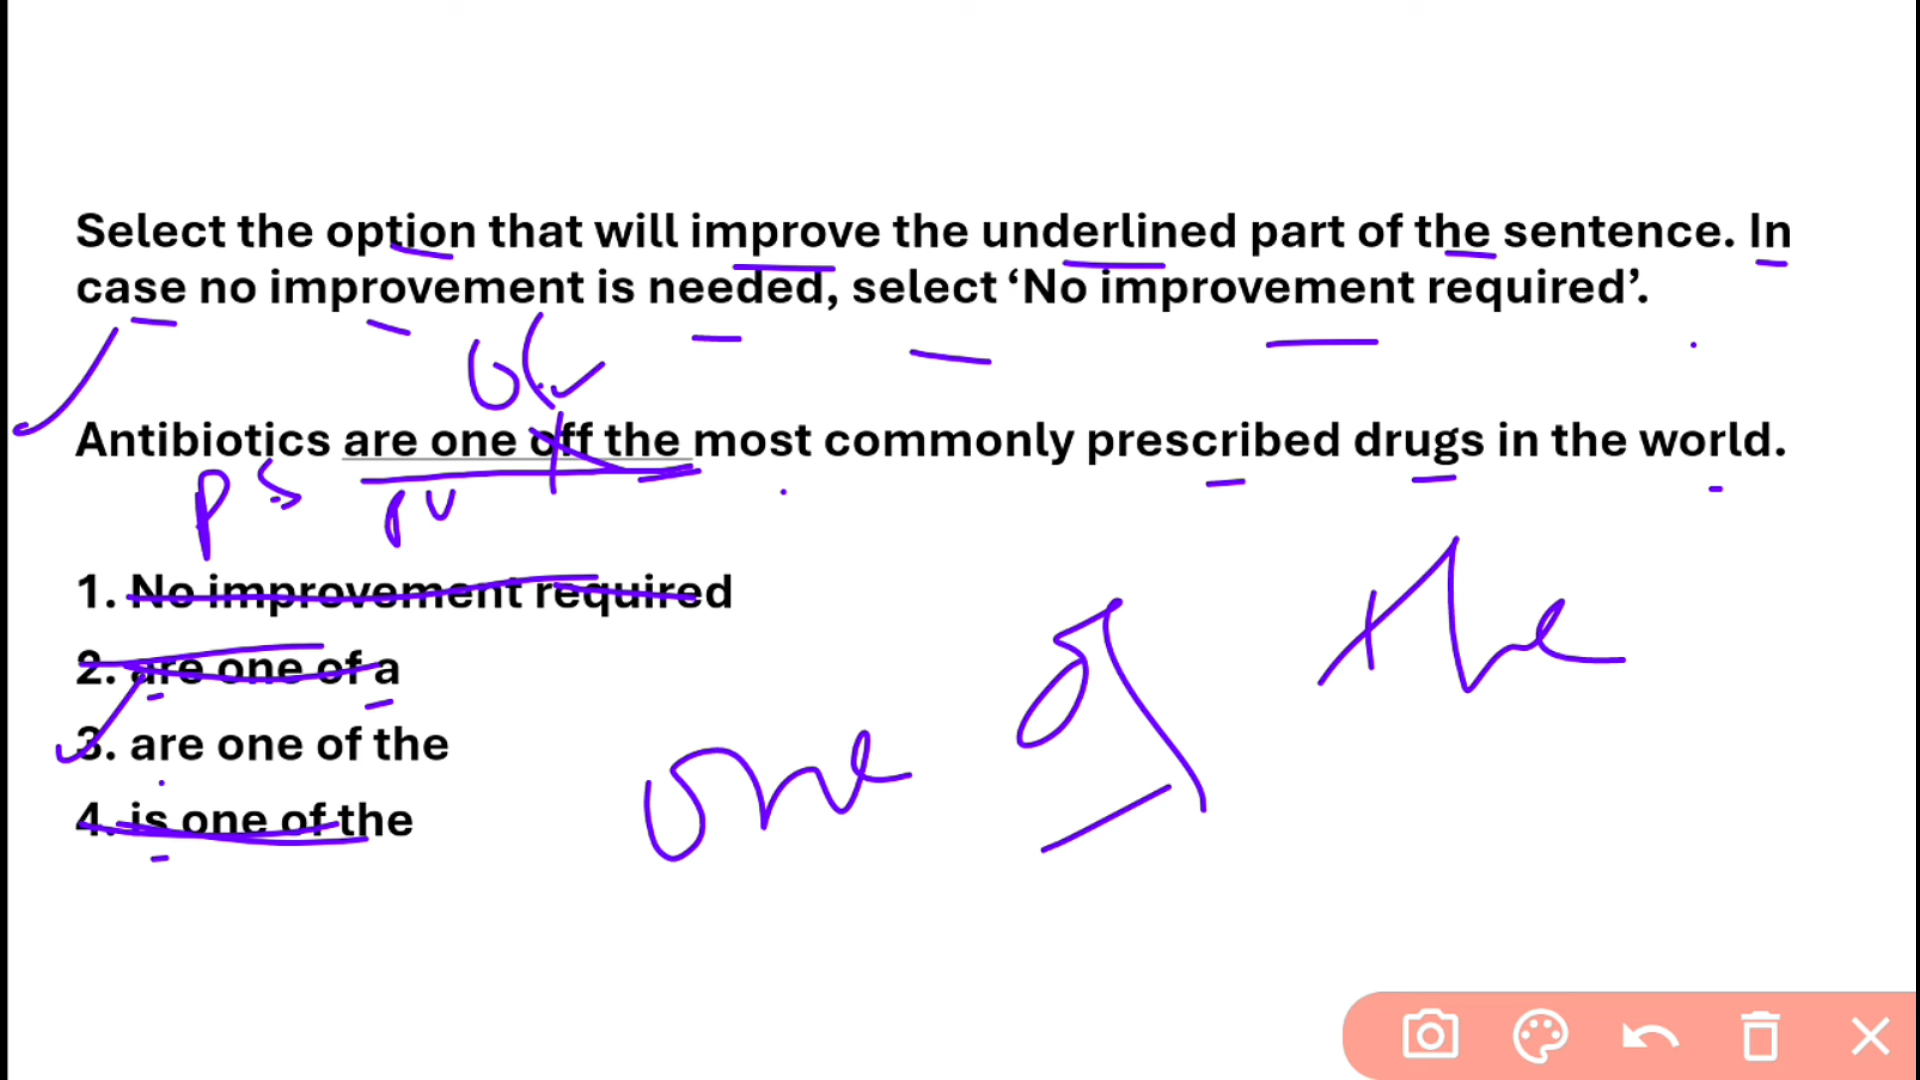 Select the option that will improve the underlined part of the sentence. In
case no improvement is needed, select ‘No improvement required’.
Antibiotics are one off the most commonly prescribed drugs in the world.
PS PV
1. No improvement required
2. are one of a
3. are one of the
4. is one of the
one of the